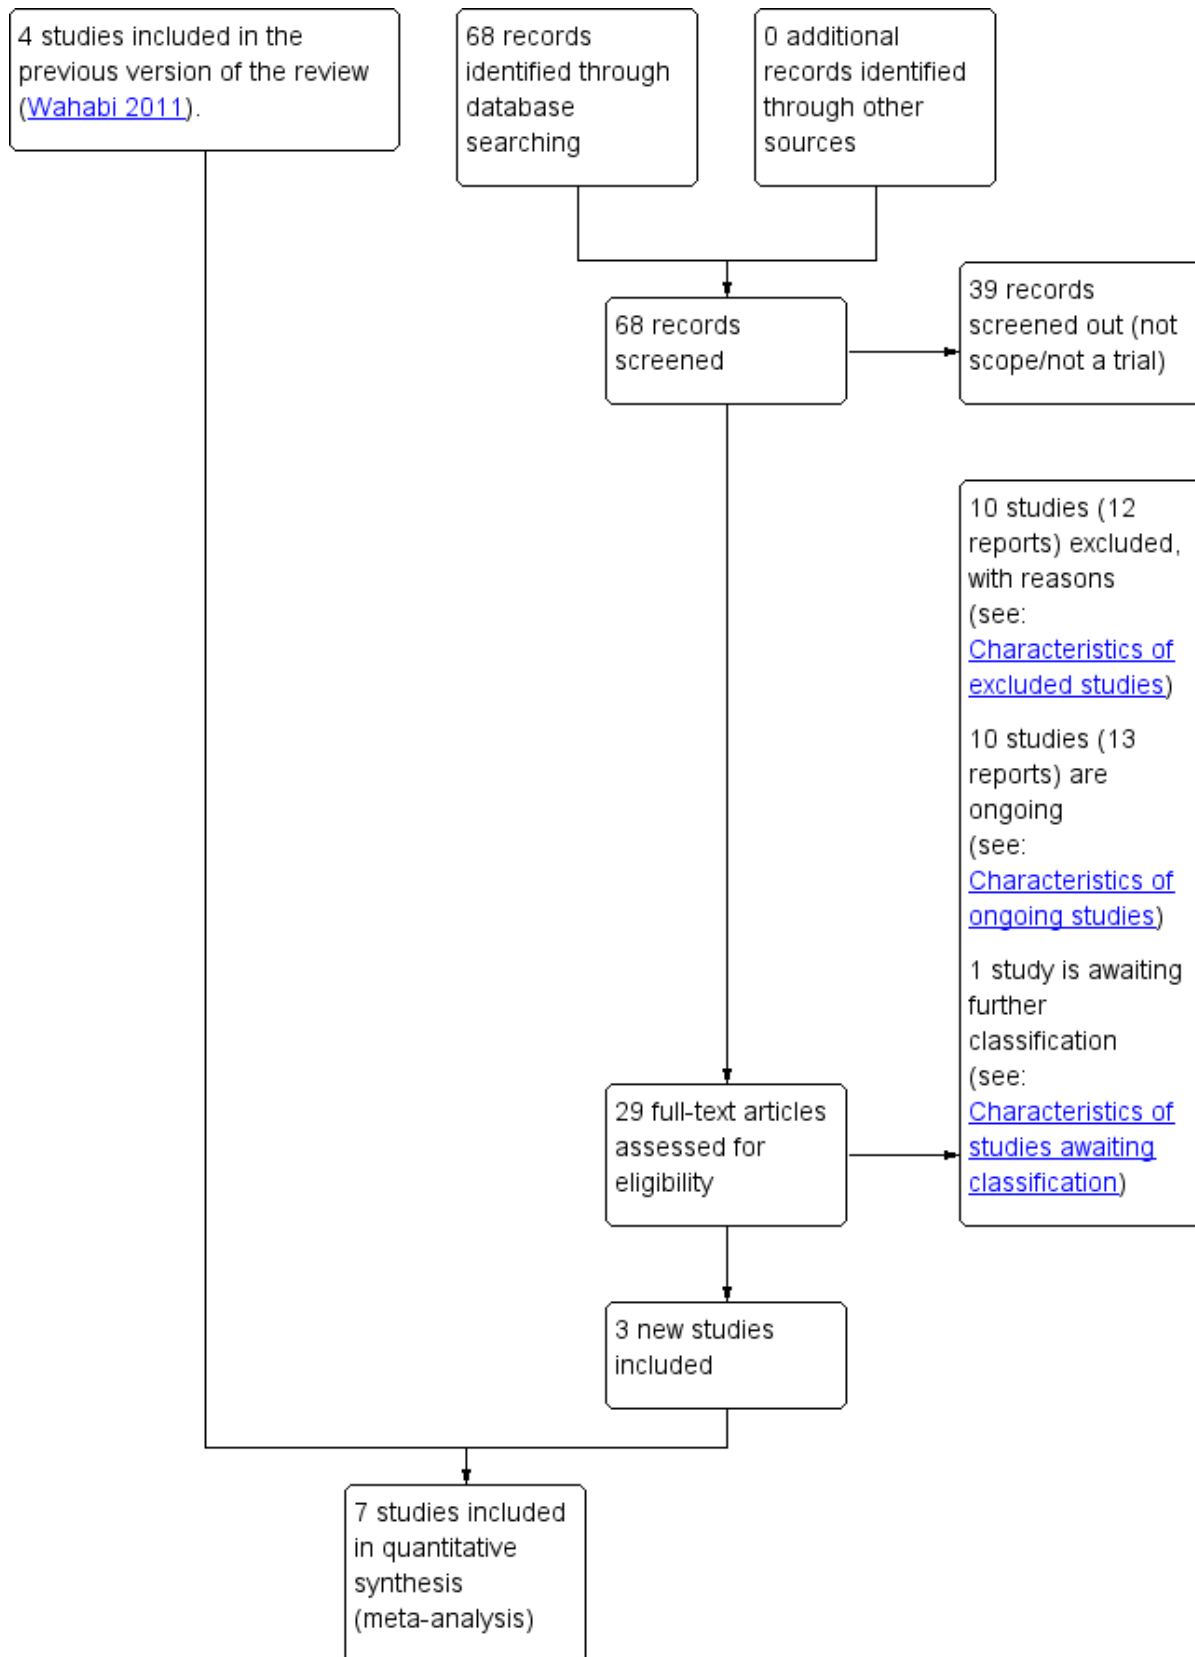 4 studies included in the
previous version of the review
(Wahabi 2011).
68 records
identified through
database
searching
0 additional
records identified
through other
sources
68 records
screened
39 records
screened out (not
scope/not a trial)
10 studies (12
reports) excluded,
with reasons
(see:
Characteristics of
excluded studies)
10 studies (13
reports) are
ongoing
(see:
Characteristics of
ongoing studies)
1 study is awaiting
further
classification
(see:
Characteristics of
studies awaiting
classification)
29 full-text articles
assessed for
eligibility
3 new studies
included
7 studies included
in quantitative
synthesis
(meta-analysis)